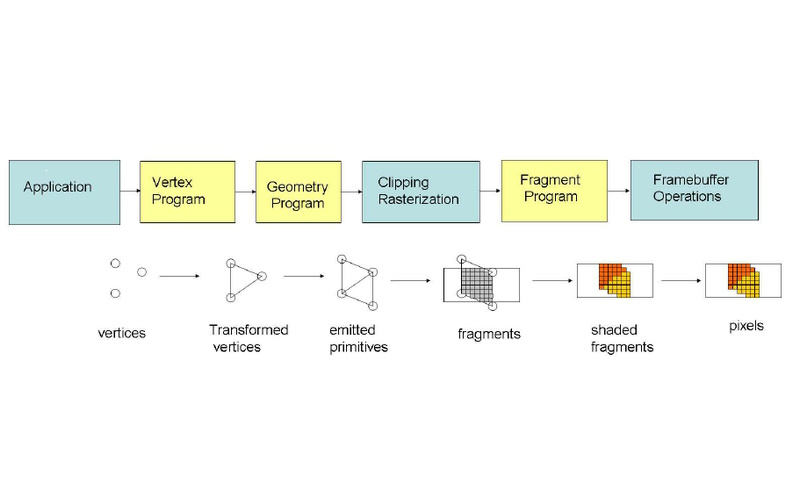 Application
Vertex
Program
Geometry
Program
Clipping
Rasterization
Fragment
Program
Framebuffer
Operations
vertices
Transformed
vertices
emitted
primitives
fragments
shaded
fragments
pixels